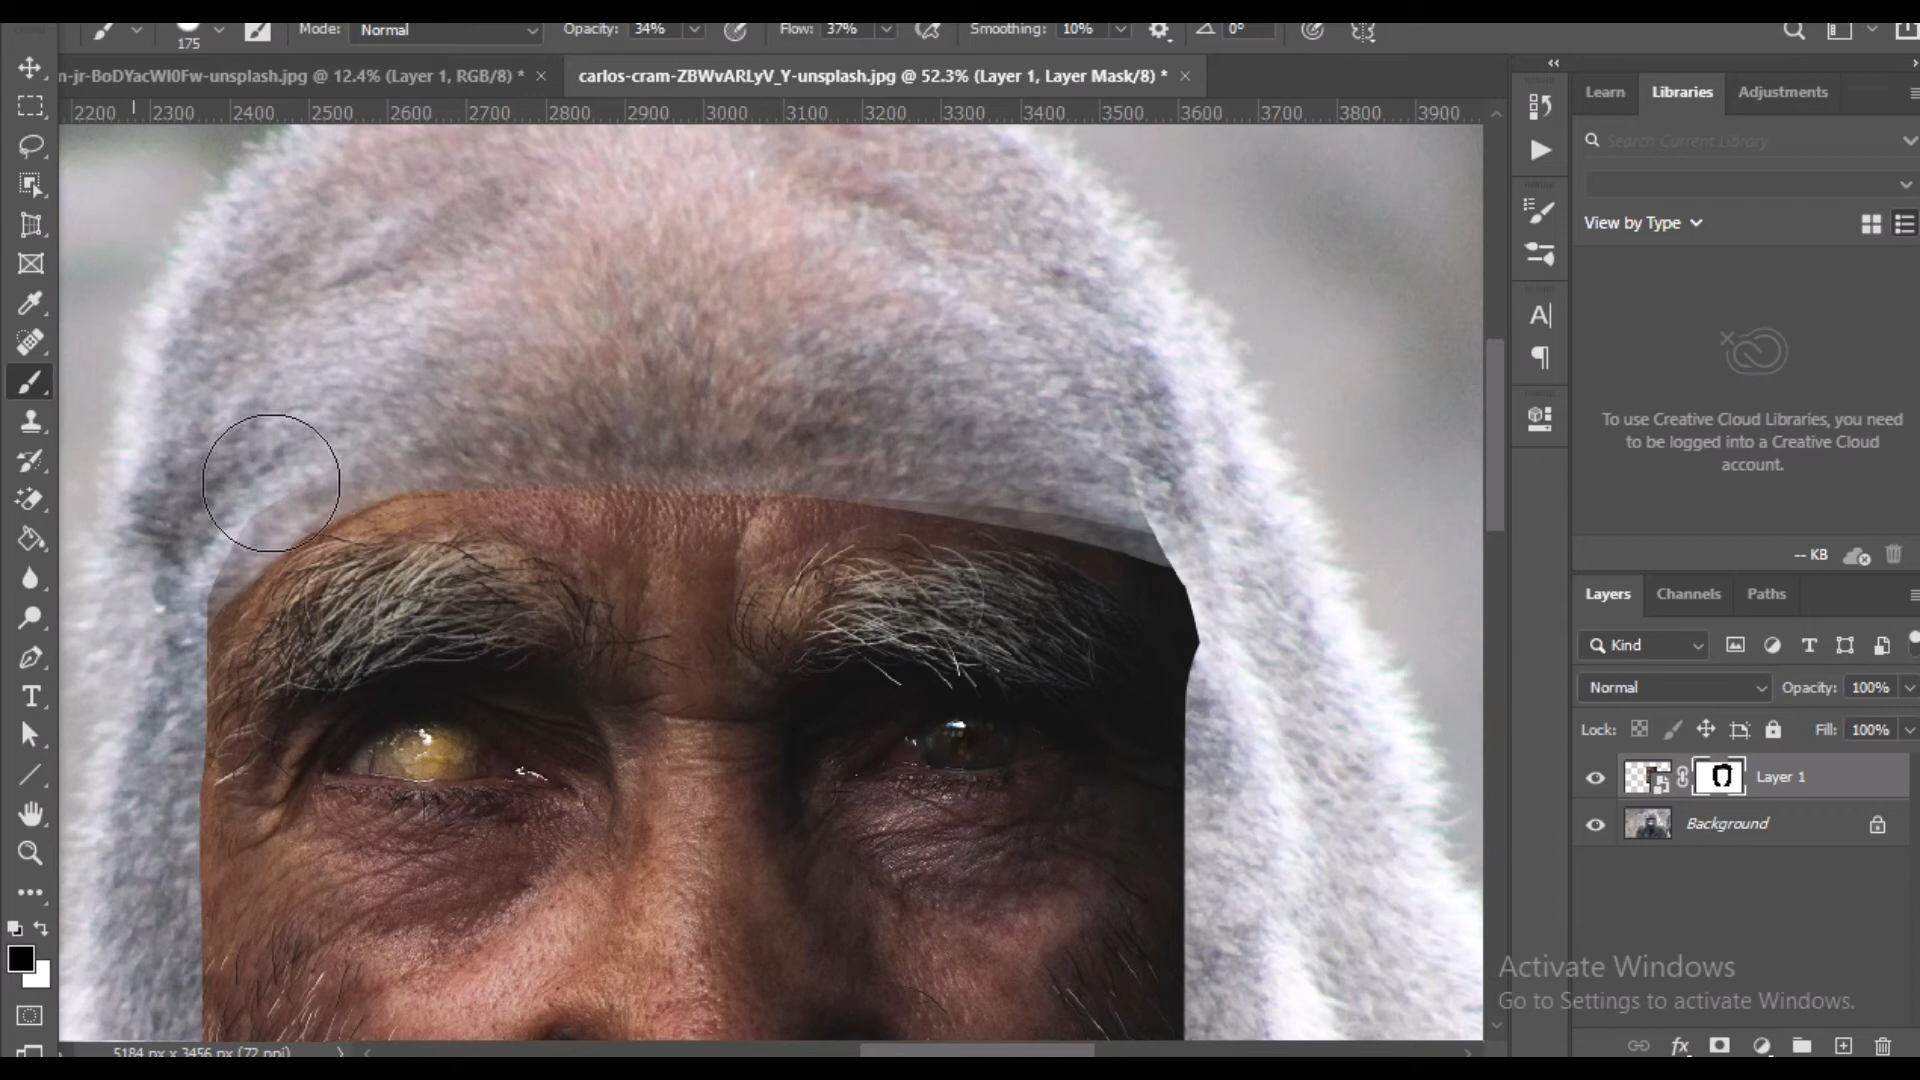 175
Mode: Normal
Opacity: 34%
Flow: 37%
Smoothing: 10%
0°
n-jr-BoDYacWl0Fw-unsplash.jpg @ 12.4% (Layer 1, RGB/8) *
carlos-cram-ZBWvARLyV_Y-unsplash.jpg @ 52.3% (Layer 1, Layer Mask/8) *
2200 2300 2400 2500 2600 2700 2800 2900 3000 3100 3200 3300 3400 3500 3600 3700 3800 3900
Learn Libraries Adjustments
Search Current Library
View by Type
To use Creative Cloud Libraries, you need
to be logged into a Creative Cloud
account.
-- KB
Layers Channels Paths
Kind
Normal Opacity: 100%
Lock: Fill: 100%
Layer 1
Background
Activate Windows
Go to Settings to activate Windows.
fx
5184 px x 3456 px (72 ppi)